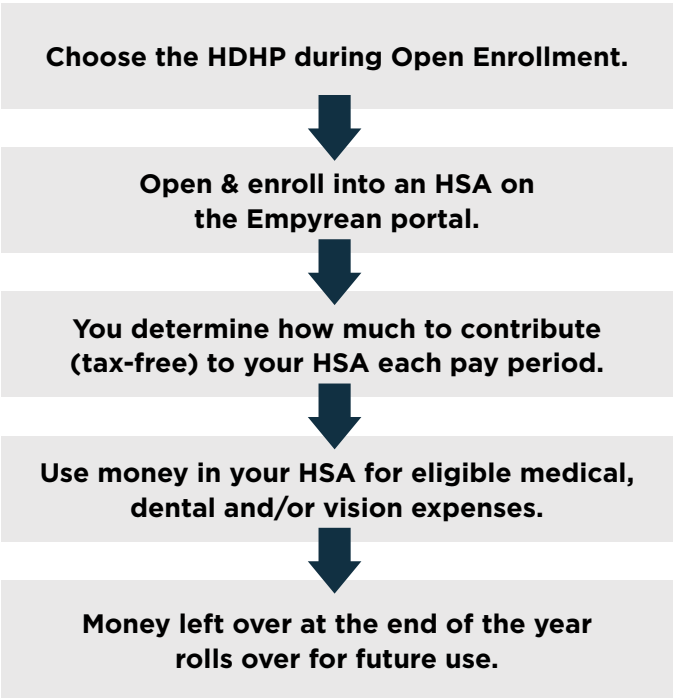 Choose the HDHP during Open Enrollment.
Open & enroll into an HSA on
the Empyrean portal.
You determine how much to contribute
(tax-free) to your HSA each pay period.
Use money in your HSA for eligible medical,
dental and/or vision expenses.
Money left over at the end of the year
rolls over for future use.